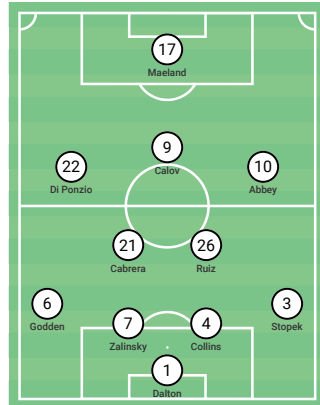 17
Maeland
9
Calov
22
Di Ponzio
10
Abbey
21
Cabrera
26
Ruiz
6
Godden
3
Stopek
7
Zalinsky
4
Collins
1
Dalton